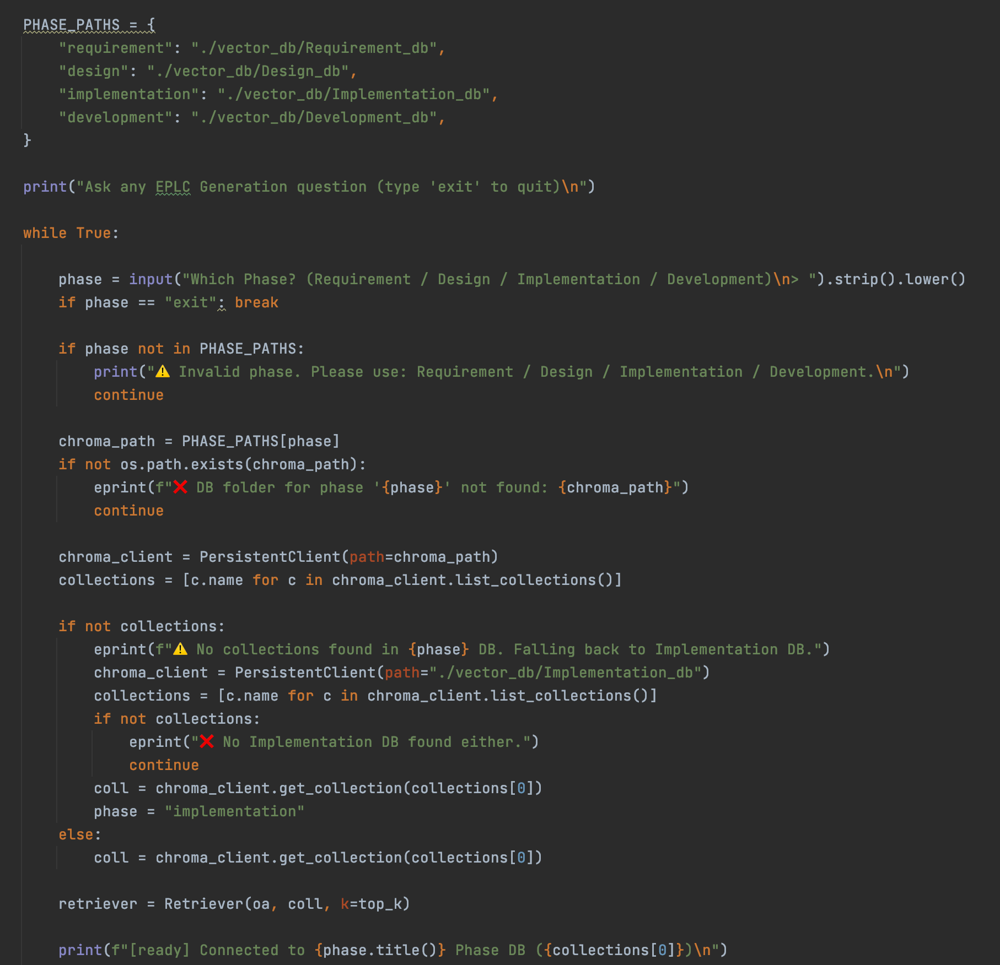 PHASE_PATHS = {
    "requirement": "./vector_db/Requirement_db",
    "design": "./vector_db/Design_db",
    "implementation": "./vector_db/Implementation_db",
    "development": "./vector_db/Development_db",
}

print("Ask any EPLC Generation question (type 'exit' to quit)\n")

while True:

    phase = input("Which Phase? (Requirement / Design / Implementation / Development)\n> ").strip().lower()
    if phase == "exit": break

    if phase not in PHASE_PATHS:
        print("⚠️ Invalid phase. Please use: Requirement / Design / Implementation / Development.\n")
        continue

    chroma_path = PHASE_PATHS[phase]
    if not os.path.exists(chroma_path):
        eprint(f"❌ DB folder for phase '{phase}' not found: {chroma_path}")
        continue

    chroma_client = PersistentClient(path=chroma_path)
    collections = [c.name for c in chroma_client.list_collections()]

    if not collections:
        eprint(f"⚠️ No collections found in {phase} DB. Falling back to Implementation DB.")
        chroma_client = PersistentClient(path="./vector_db/Implementation_db")
        collections = [c.name for c in chroma_client.list_collections()]
        if not collections:
            eprint("❌ No Implementation DB found either.")
            continue
        coll = chroma_client.get_collection(collections[0])
        phase = "implementation"
    else:
        coll = chroma_client.get_collection(collections[0])

    retriever = Retriever(oa, coll, k=top_k)

    print(f"[ready] Connected to {phase.title()} Phase DB ({collections[0]})\n")